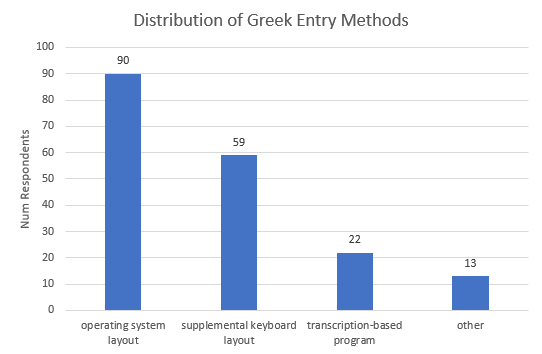 Distribution of Greek Entry Methods
Num Respondents
100
90
80
70
60
50
40
30
20
10
0
90
59
22
13
operating system
layout
supplemental keyboard
layout
transcription-based
program
other